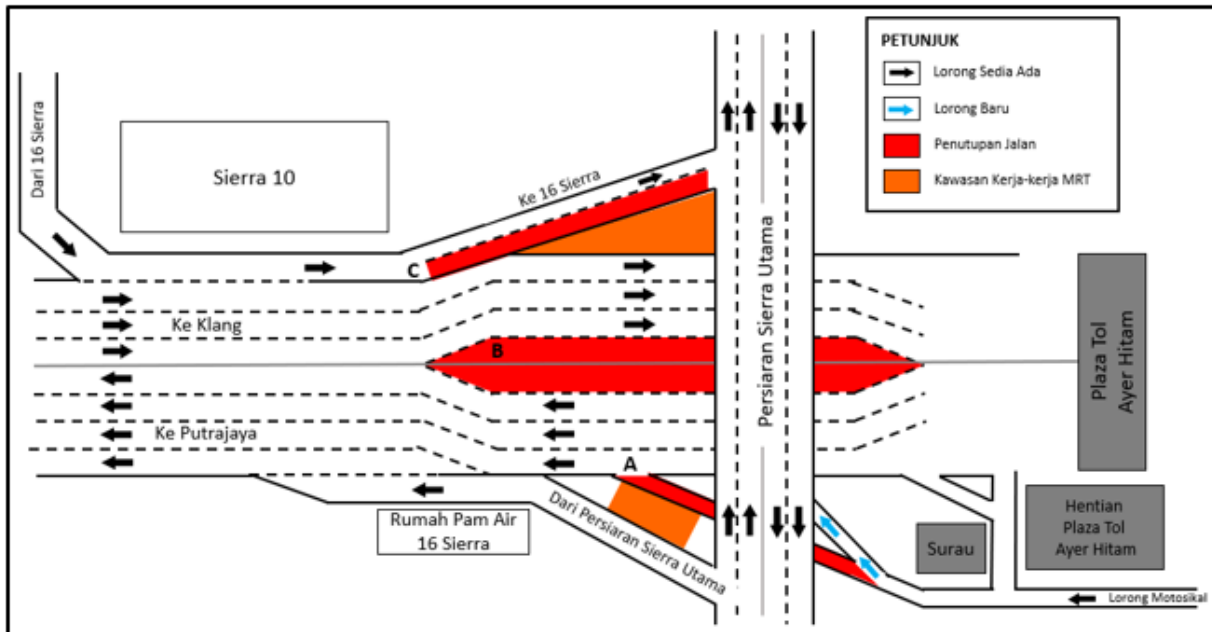 PETUNJUK
Lorong Sedia Ada
Lorong Baru
Penutupan Jalan
Kawasan Kerja-kerja MRT
Dari 16 Sierra
Sierra 10
Ke 16 Sierra
C
Ke Klang
B
Persiaran Sierra Utama
Plaza Tol
Ayer Hitam
Ke Putrajaya
A
Rumah Pam Air
16 Sierra
Dari Persiaran Sierra Utama
Surau
Hentian
Plaza Tol
Ayer Hitam
Lorong Motosikal